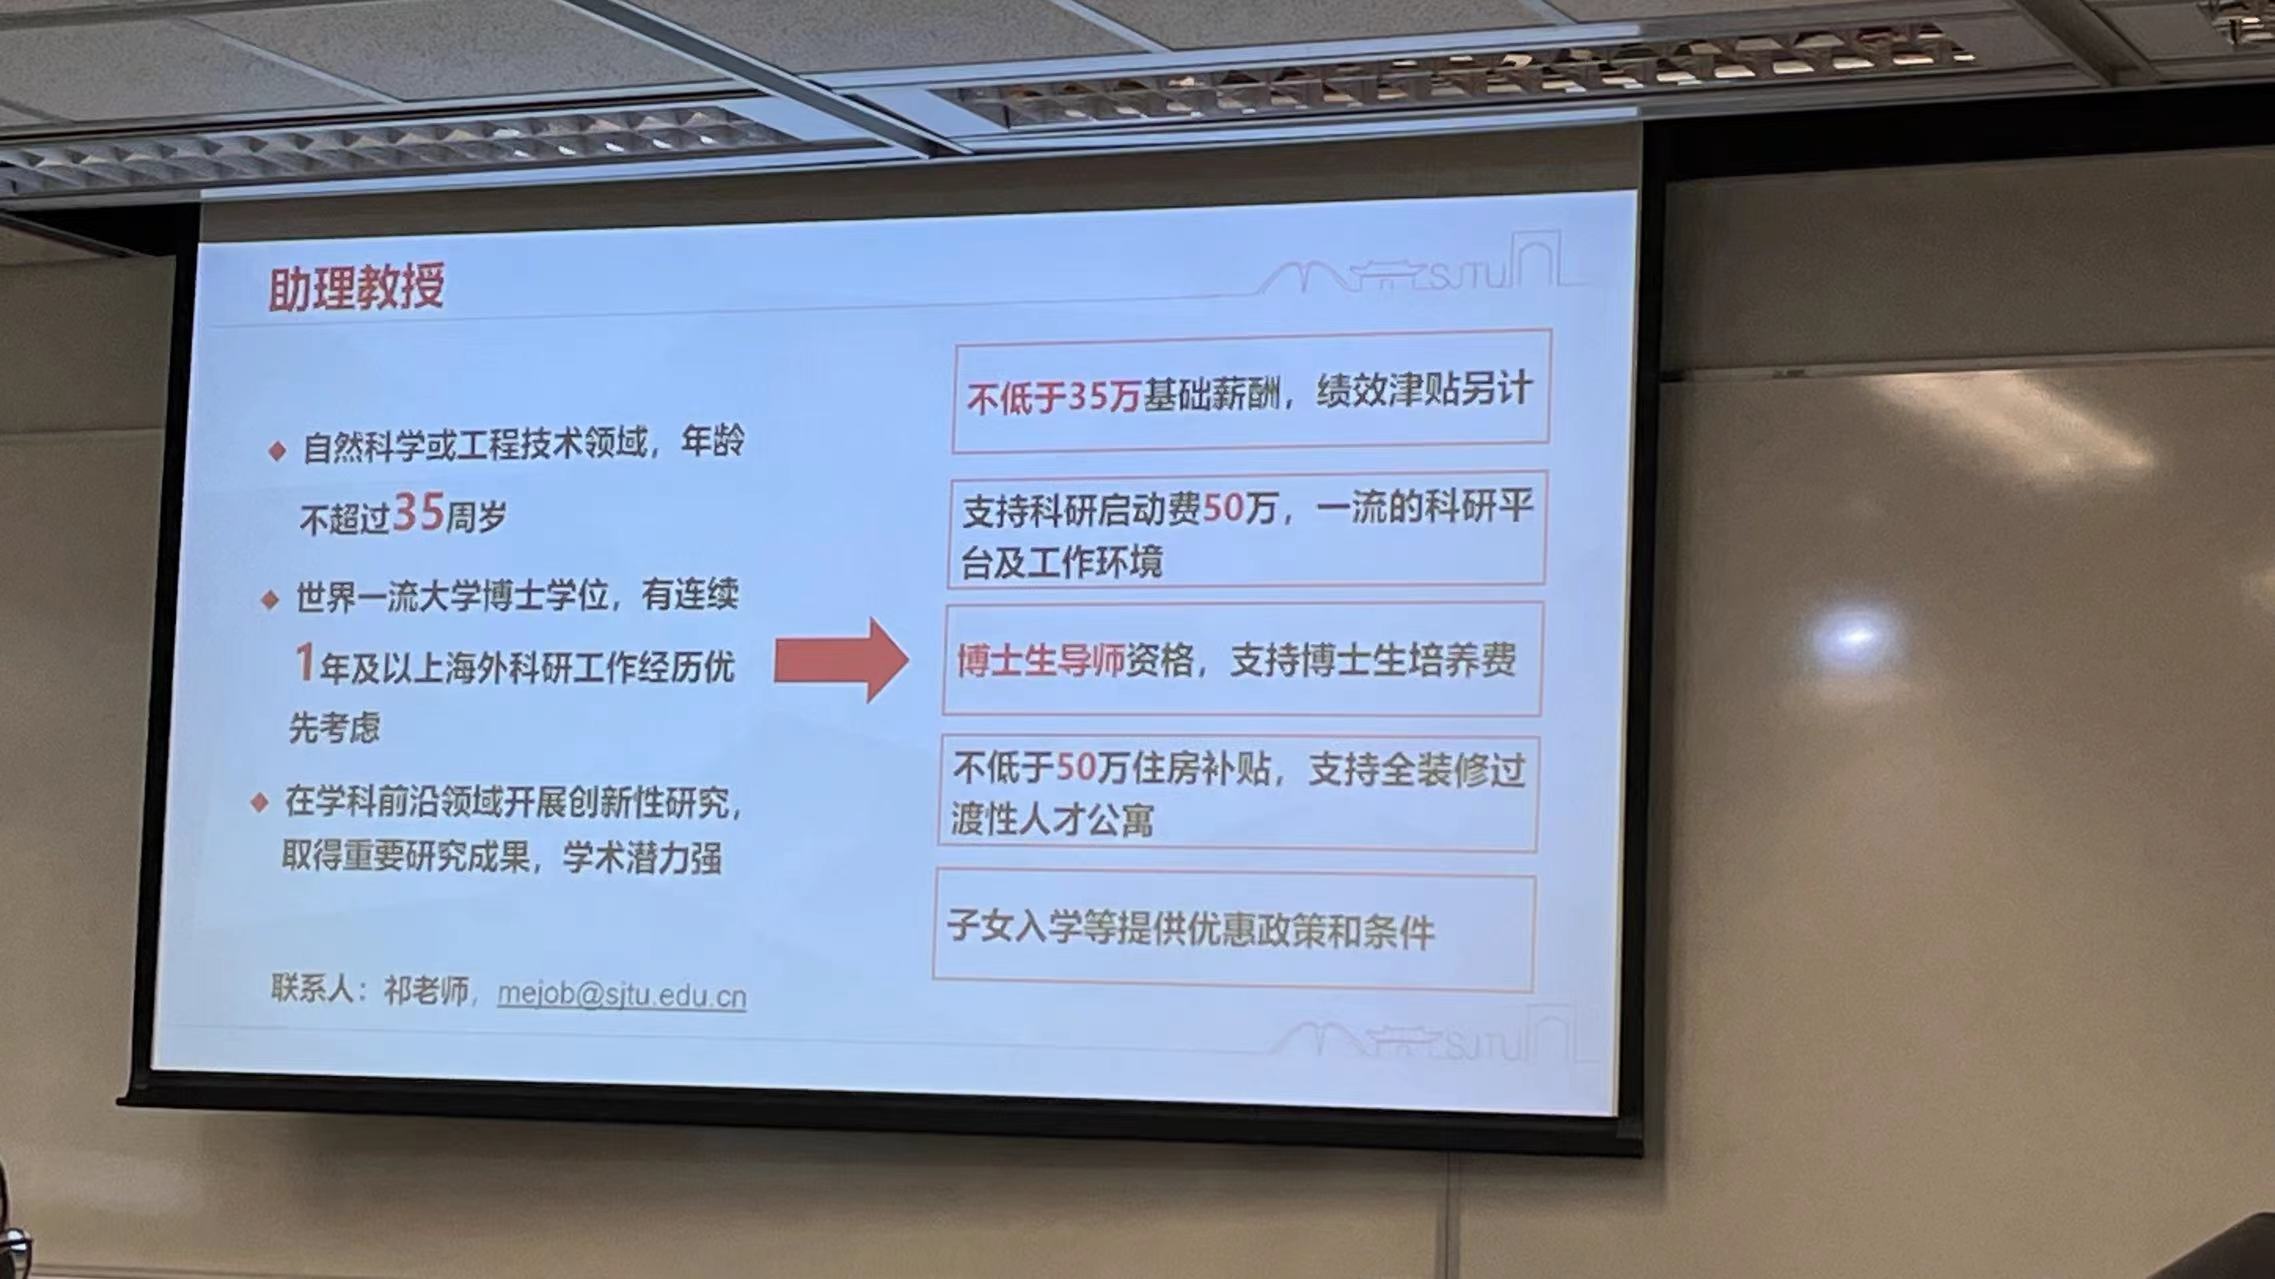 助理教授
SJTU
◆ 自然科学或工程技术领域，年龄
不超过35周岁
◆ 世界一流大学博士学位，有连续
1年及以上海外科研工作经历优
先考虑
◆ 在学科前沿领域开展创新性研究，
取得重要研究成果，学术潜力强
联系人：祁老师，mejob@sjtu.edu.cn
不低于35万基础薪酬，绩效津贴另计
支持科研启动费50万，一流的科研平
台及工作环境
博士生导师资格，支持博士生培养费
不低于50万住房补贴，支持全装修过
渡性人才公寓
子女入学等提供优惠政策和条件
SJTU